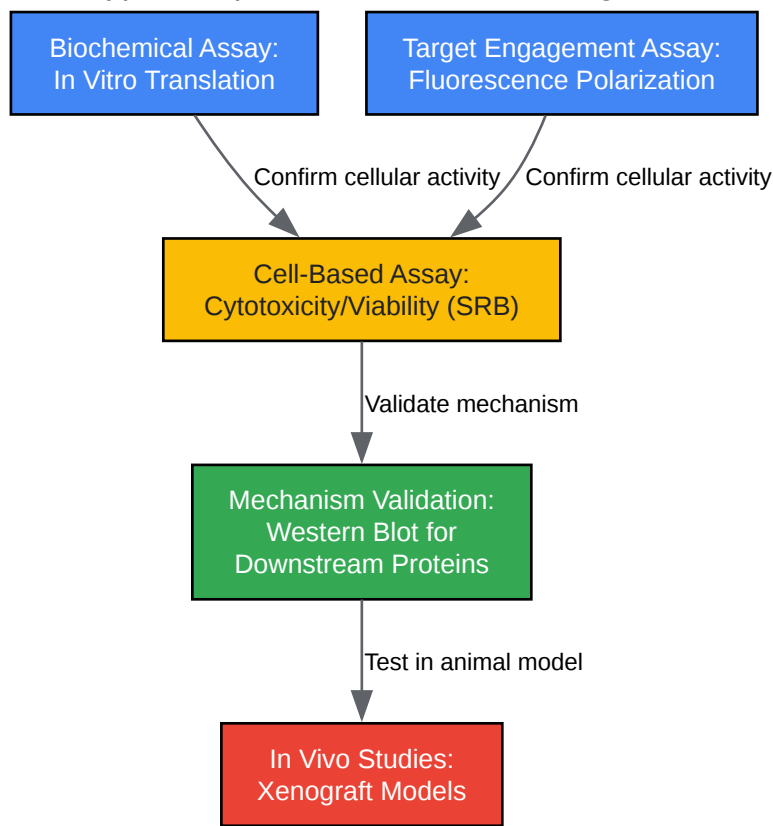 Biochemical Assay:
In Vitro Translation
Target Engagement Assay:
Fluorescence Polarization
Confirm cellular activity
Confirm cellular activity
Cell-Based Assay:
Cytotoxicity/Viability (SRB)
Validate mechanism
Mechanism Validation:
Western Blot for
Downstream Proteins
Test in animal model
In Vivo Studies:
Xenograft Models